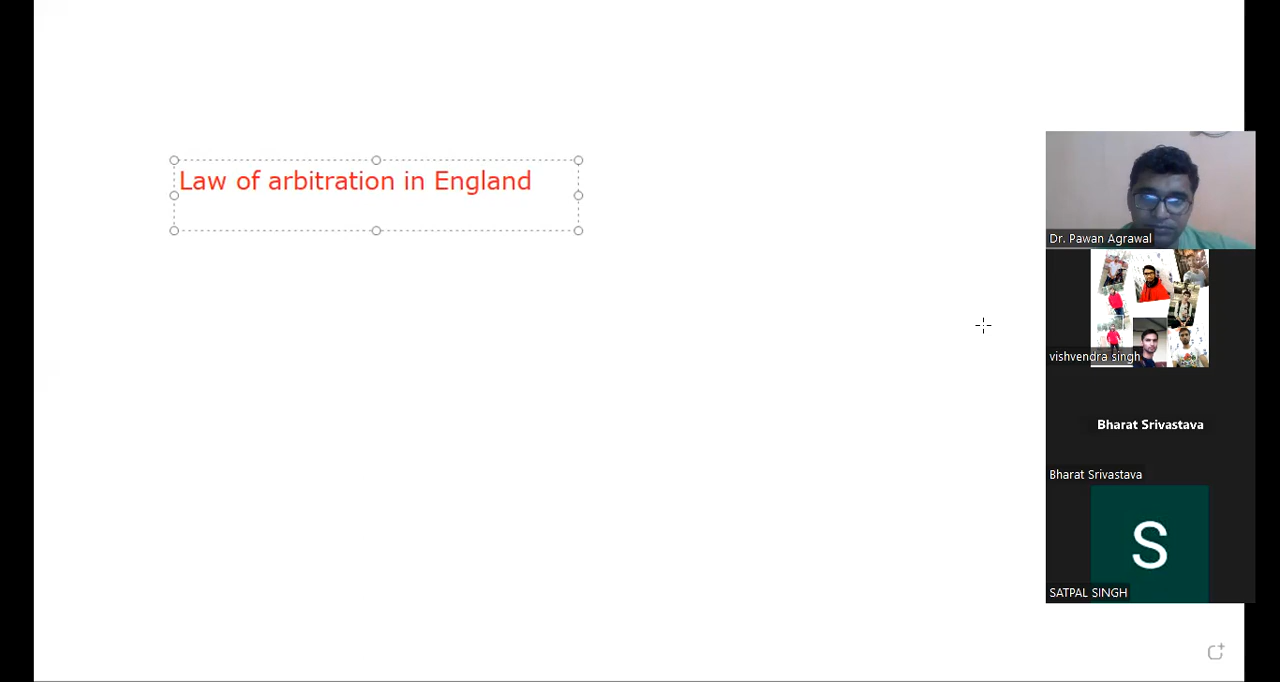 Law of arbitration in England
Dr. Pawan Agrawal
vishvendra singh
Bharat Srivastava
Bharat Srivastava
S
SATPAL SINGH